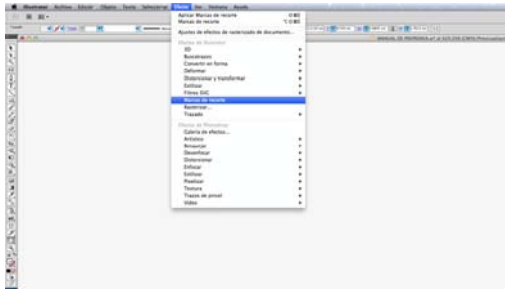 Illustrator Archivo Edición Objeto Texto Seleccionar Efecto Ver Ventana Ayuda
Aplicar Marcas de recorte
Marcas de recorte
Ajustes de efectos de rasterizado de documento...
Efectos de Illustrator
3D
Buscatrazos
Convertir en forma
Deformar
Distorsionar y transformar
Estilizar
Filtros SVG
Marcas de recorte
Rasterizar...
Trazado
Efectos de Photoshop
Galería de efectos...
Artístico
Bosquejar
Desenfocar
Distorsionar
Enfocar
Estilizar
Pixelizar
Textura
Trazos de pincel
Vídeo